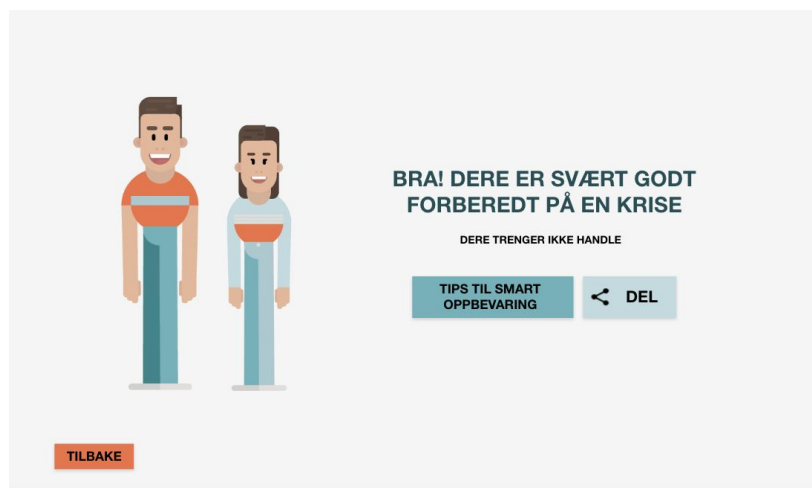 BRA! DERE ER SVÆRT GODT
FORBEREDT PÅ EN KRISE
DERE TRENGER IKKE HANDLE
TIPS TIL SMART
OPPBEVARING
DEL
TILBAKE